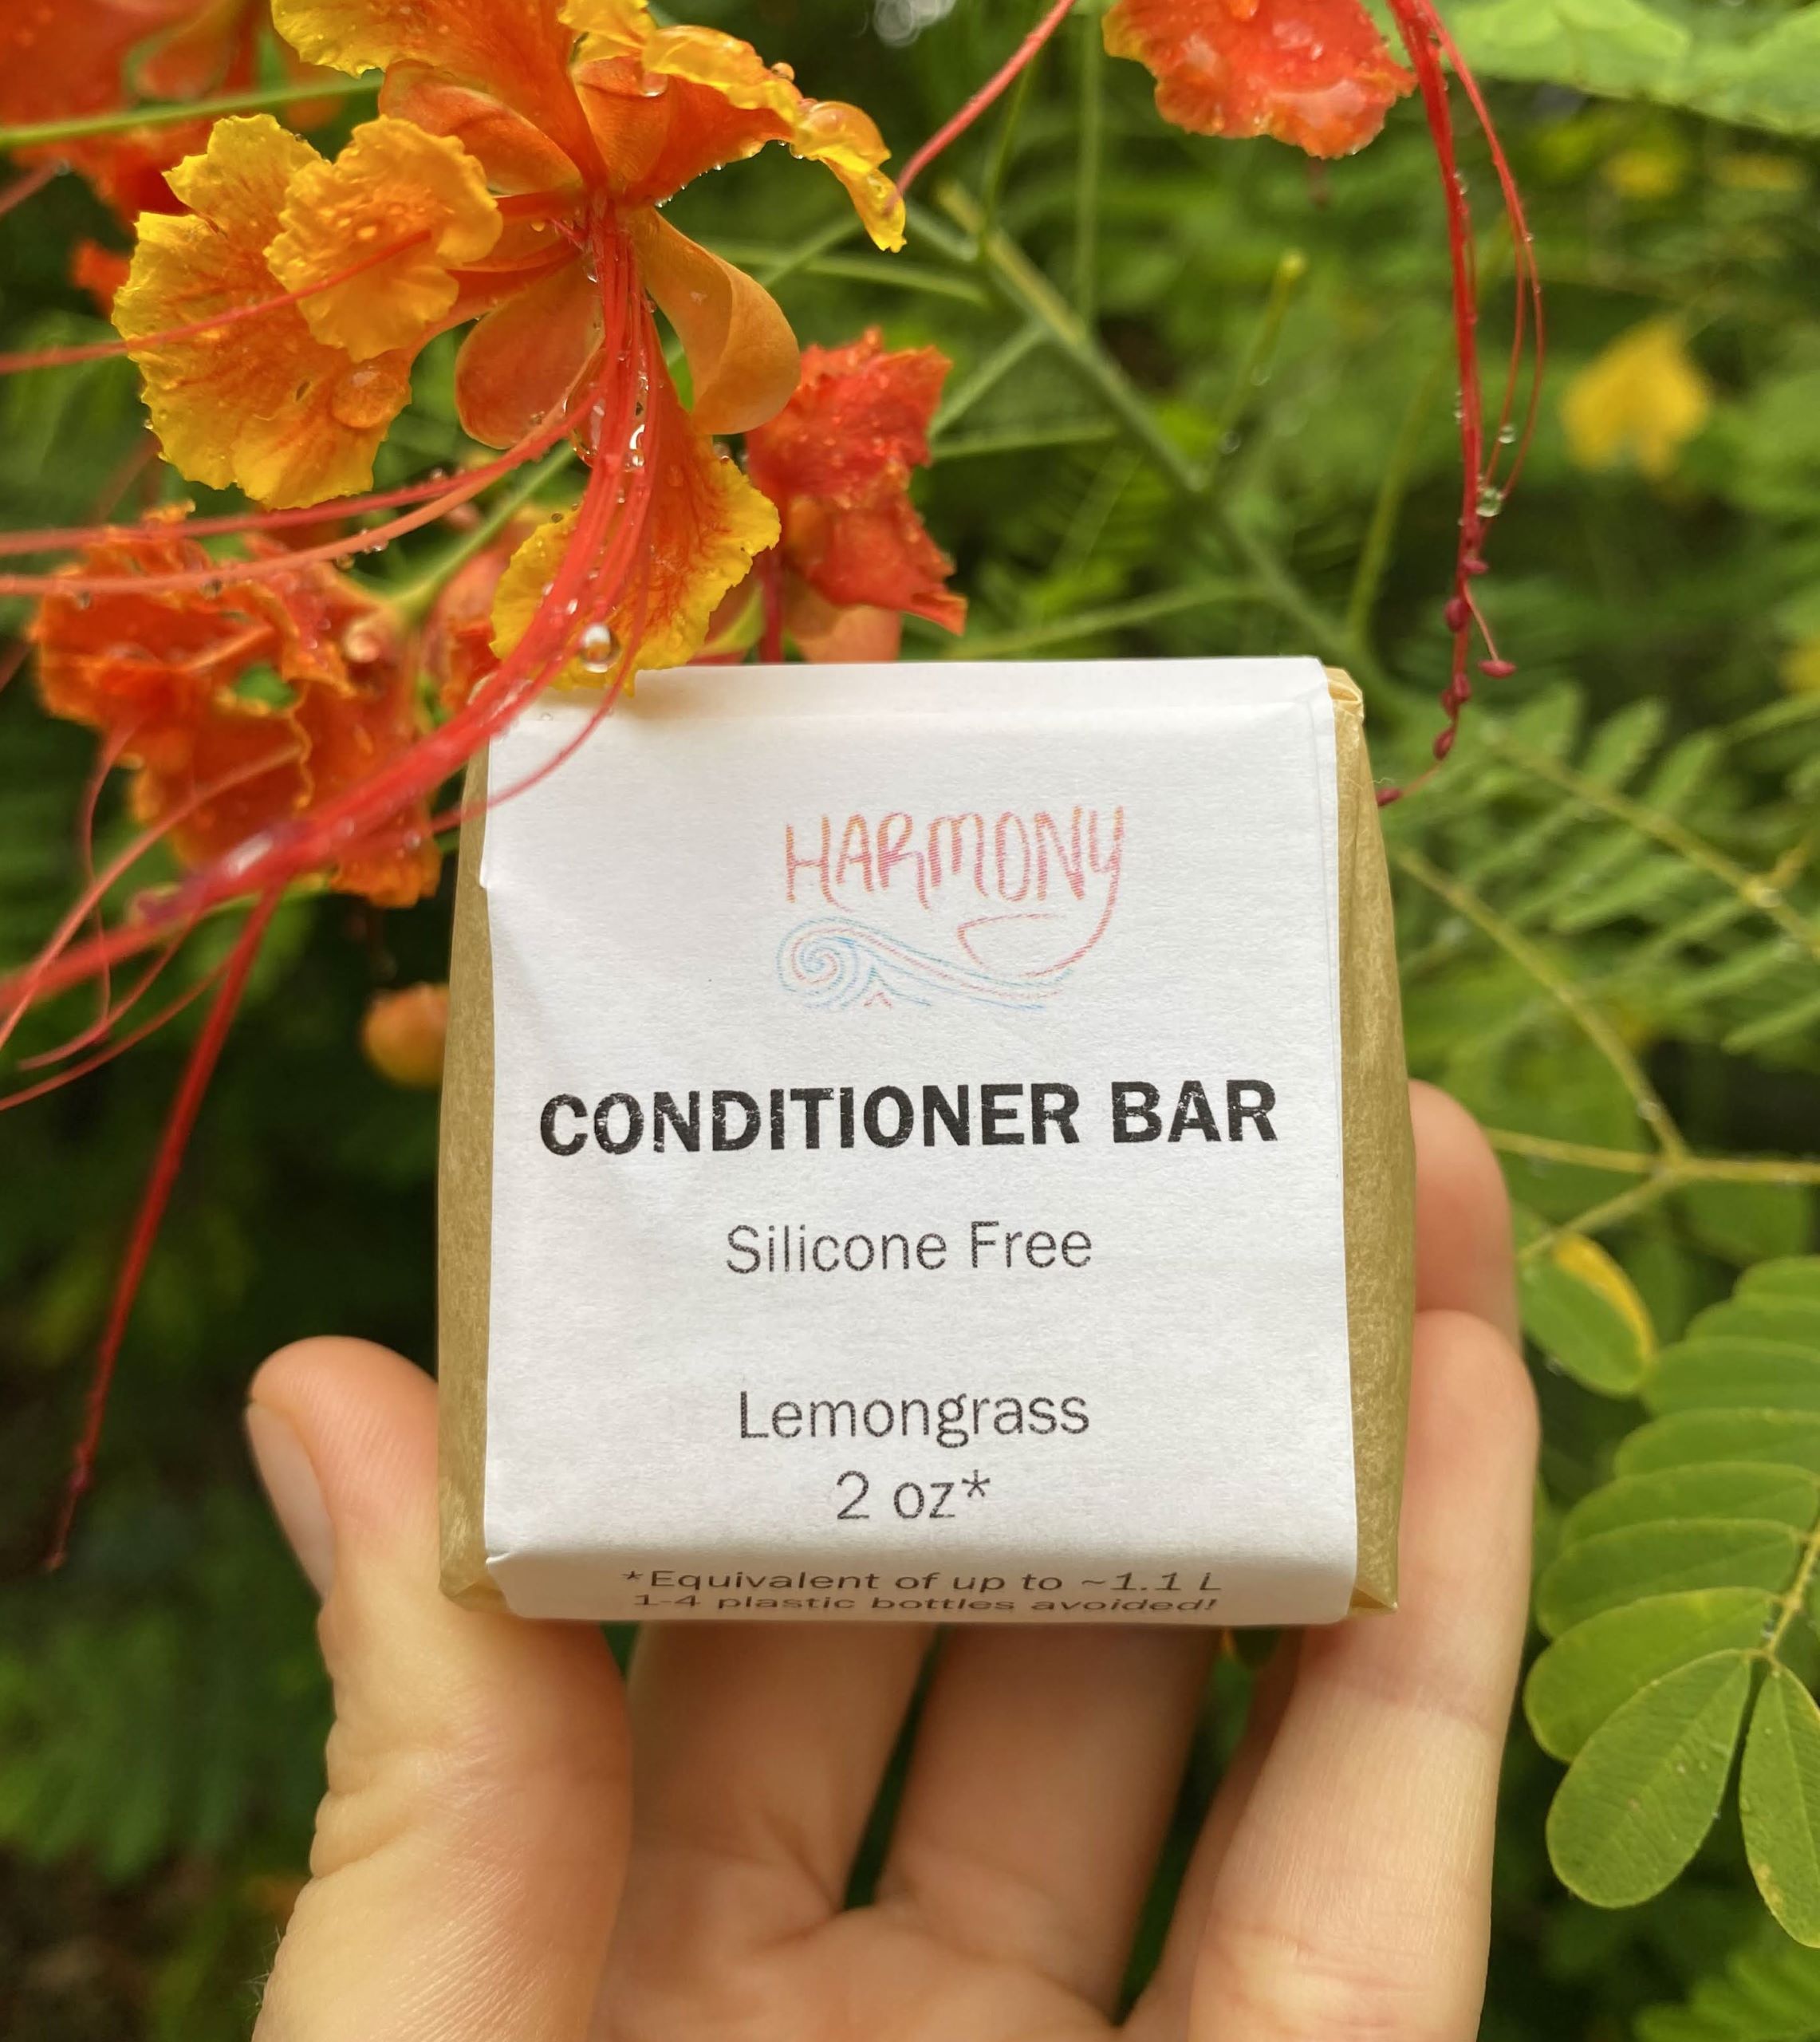 HARMONY
CONDITIONER BAR
Silicone Free
Lemongrass
2 oz*
*Equivalent of up to ~1.1 L
1-4 plastic bottles avoided!